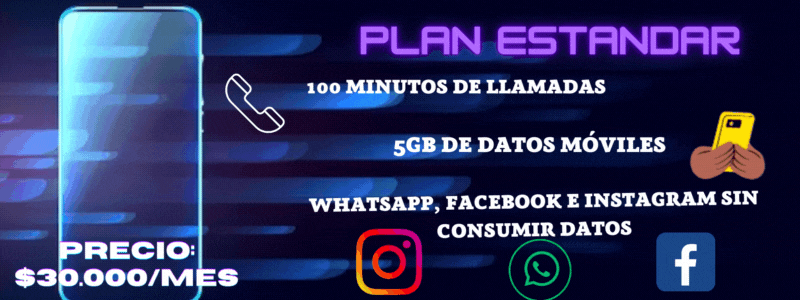 PLAN ESTANDAR
100 MINUTOS DE LLAMADAS
5GB DE DATOS MÓVILES
WHATSAPP, FACEBOOK E INSTAGRAM SIN
CONSUMIR DATOS
PRECIO:
$30.000/MES